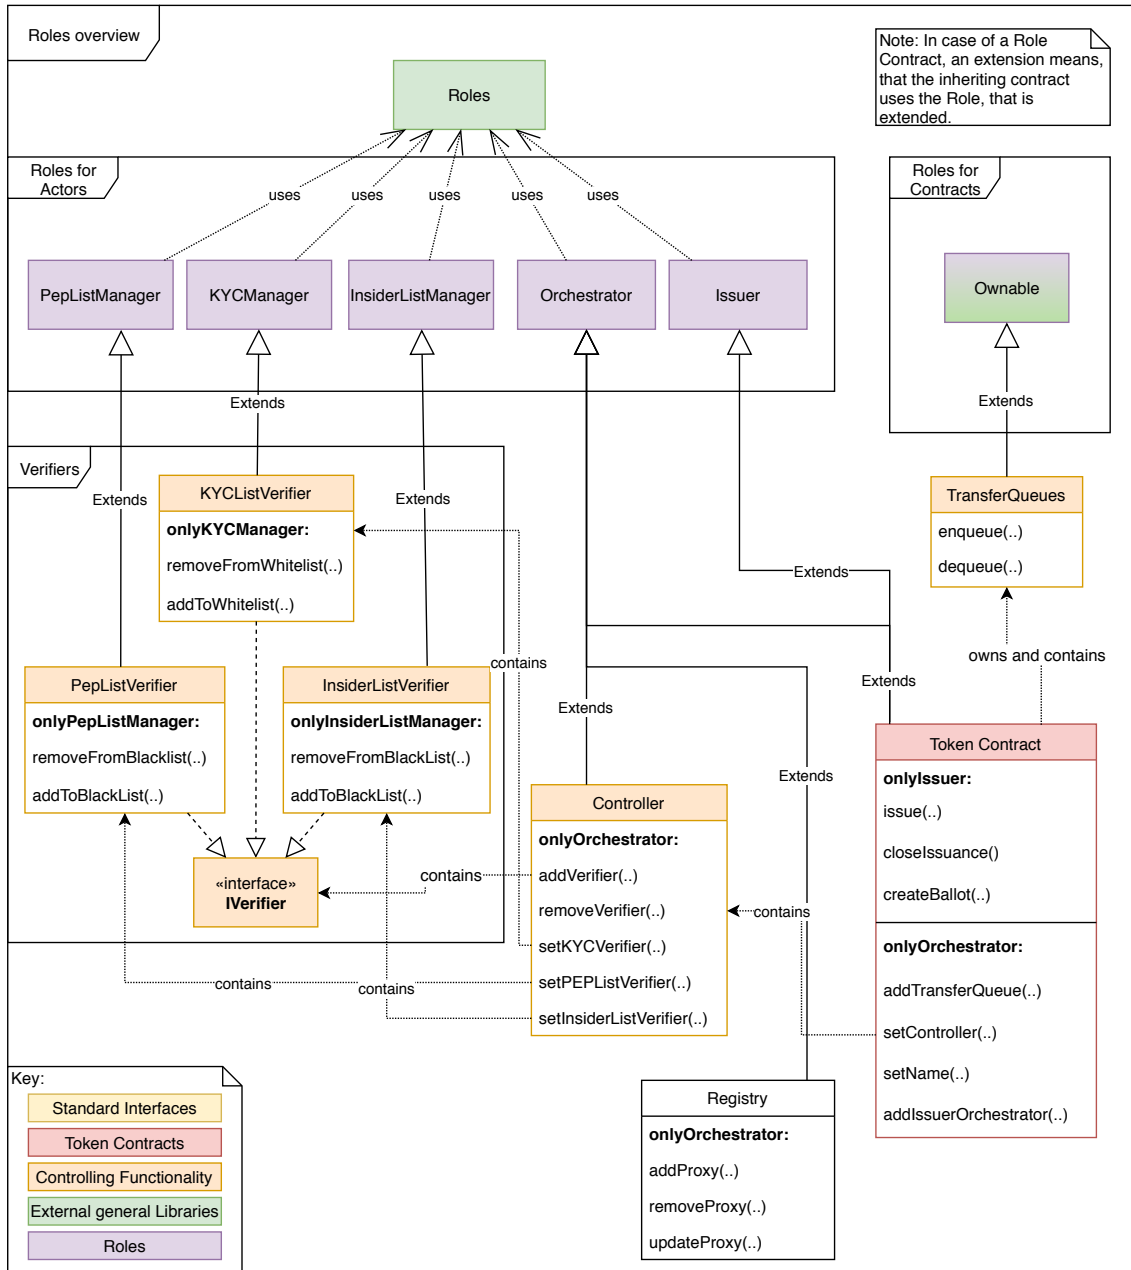 Roles overview
Note: In case of a Role
Contract, an extension means,
that the inheriting contract
uses the Role, that is
extended.
Roles
Roles for
Actors
Roles for
Contracts
uses
uses
uses
uses
uses
PepListManager
KYCManager
InsiderListManager
Orchestrator
Issuer
Ownable
Extends
Extends
Verifiers
Extends
Extends
KYCListVerifier
onlyKYCManager:
removeFromWhitelist(..)
addToWhitelist(..)
TransferQueues
enqueue(..)
dequeue(..)
Extends
contains
owns and contains
Extends
PepListVerifier
onlyPepListManager:
removeFromBlacklist(..)
addToBlackList(..)
InsiderListVerifier
onlyInsiderListManager:
removeFromBlackList(..)
addToBlackList(..)
Extends
Extends
Token Contract
onlyIssuer:
issue(..)
closeIssuance()
createBallot(..)
onlyOrchestrator:
addTransferQueue(..)
setController(..)
setName(..)
addIssuerOrchestrator(..)
Controller
onlyOrchestrator:
addVerifier(..)
removeVerifier(..)
setKYCVerifier(..)
setPEPListVerifier(..)
setInsiderListVerifier(..)
«interface»
IVerifier
contains
contains
contains
contains
Key:
Standard Interfaces
Token Contracts
Controlling Functionality
External general Libraries
Roles
Registry
onlyOrchestrator:
addProxy(..)
removeProxy(..)
updateProxy(..)